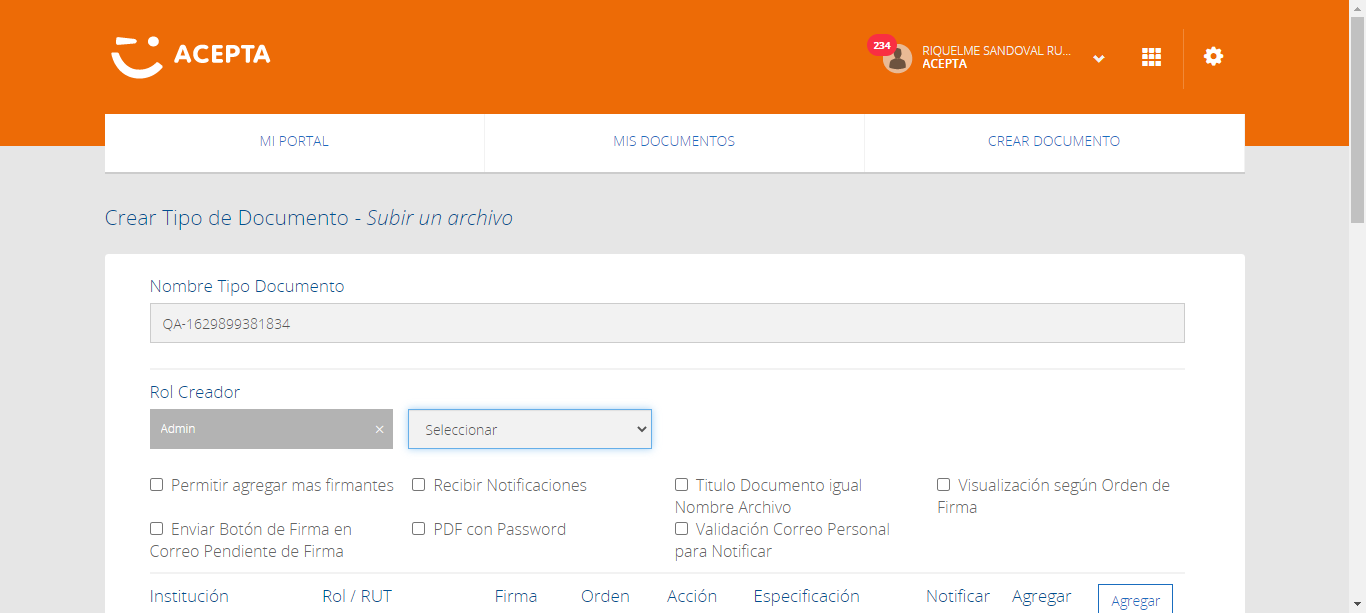 ACEPTA
234
RIQUELME SANDOVAL RU...
ACEPTA
MI PORTAL
MIS DOCUMENTOS
CREAR DOCUMENTO
Crear Tipo de Documento - Subir un archivo
Nombre Tipo Documento
QA-1629899381834
Rol Creador
Admin ×
Seleccionar
Permitir agregar mas firmantes
Recibir Notificaciones
Titulo Documento igual
Nombre Archivo
Visualización según Orden de
Firma
Enviar Botón de Firma en
Correo Pendiente de Firma
PDF con Password
Validación Correo Personal
para Notificar
Institución Rol / RUT Firma Orden Acción Especificación Notificar Agregar Agregar